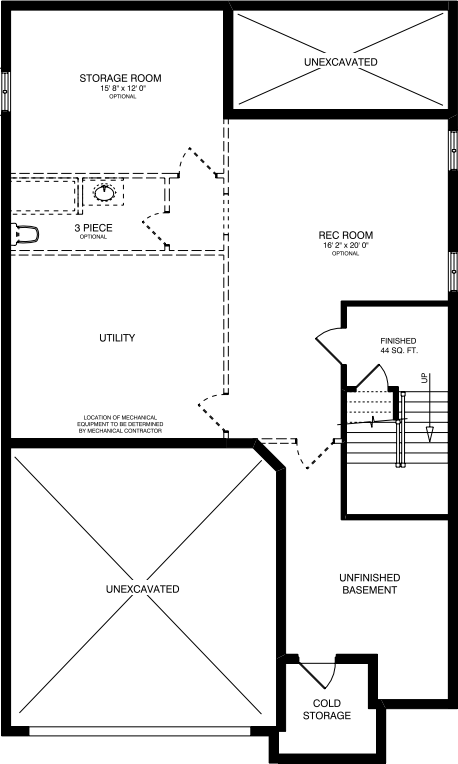 UNEXCAVATED
STORAGE ROOM
15' 8" x 12' 0"
OPTIONAL
3 PIECE
OPTIONAL
REC ROOM
16' 2" x 20' 0"
OPTIONAL
UTILITY
FINISHED
44 SQ. FT.
UP
LOCATION OF MECHANICAL
EQUIPMENT TO BE DETERMINED
BY MECHANICAL CONTRACTOR
UNEXCAVATED
UNFINISHED
BASEMENT
COLD
STORAGE